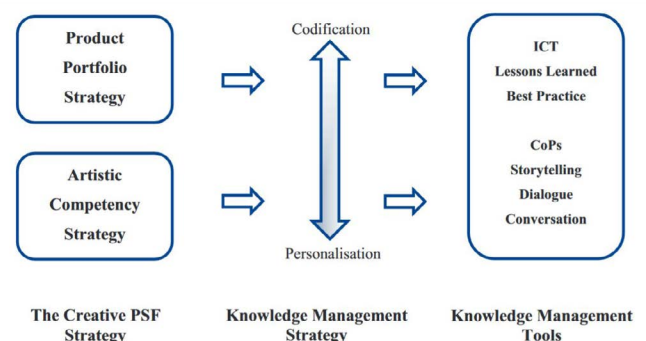 Product
Portfolio
Strategy
Artistic
Competency
Strategy
Codification
Personalisation
ICT
Lessons Learned
Best Practice
CoPs
Storytelling
Dialogue
Conversation
The Creative PSF
Strategy
Knowledge Management
Strategy
Knowledge Management
Tools